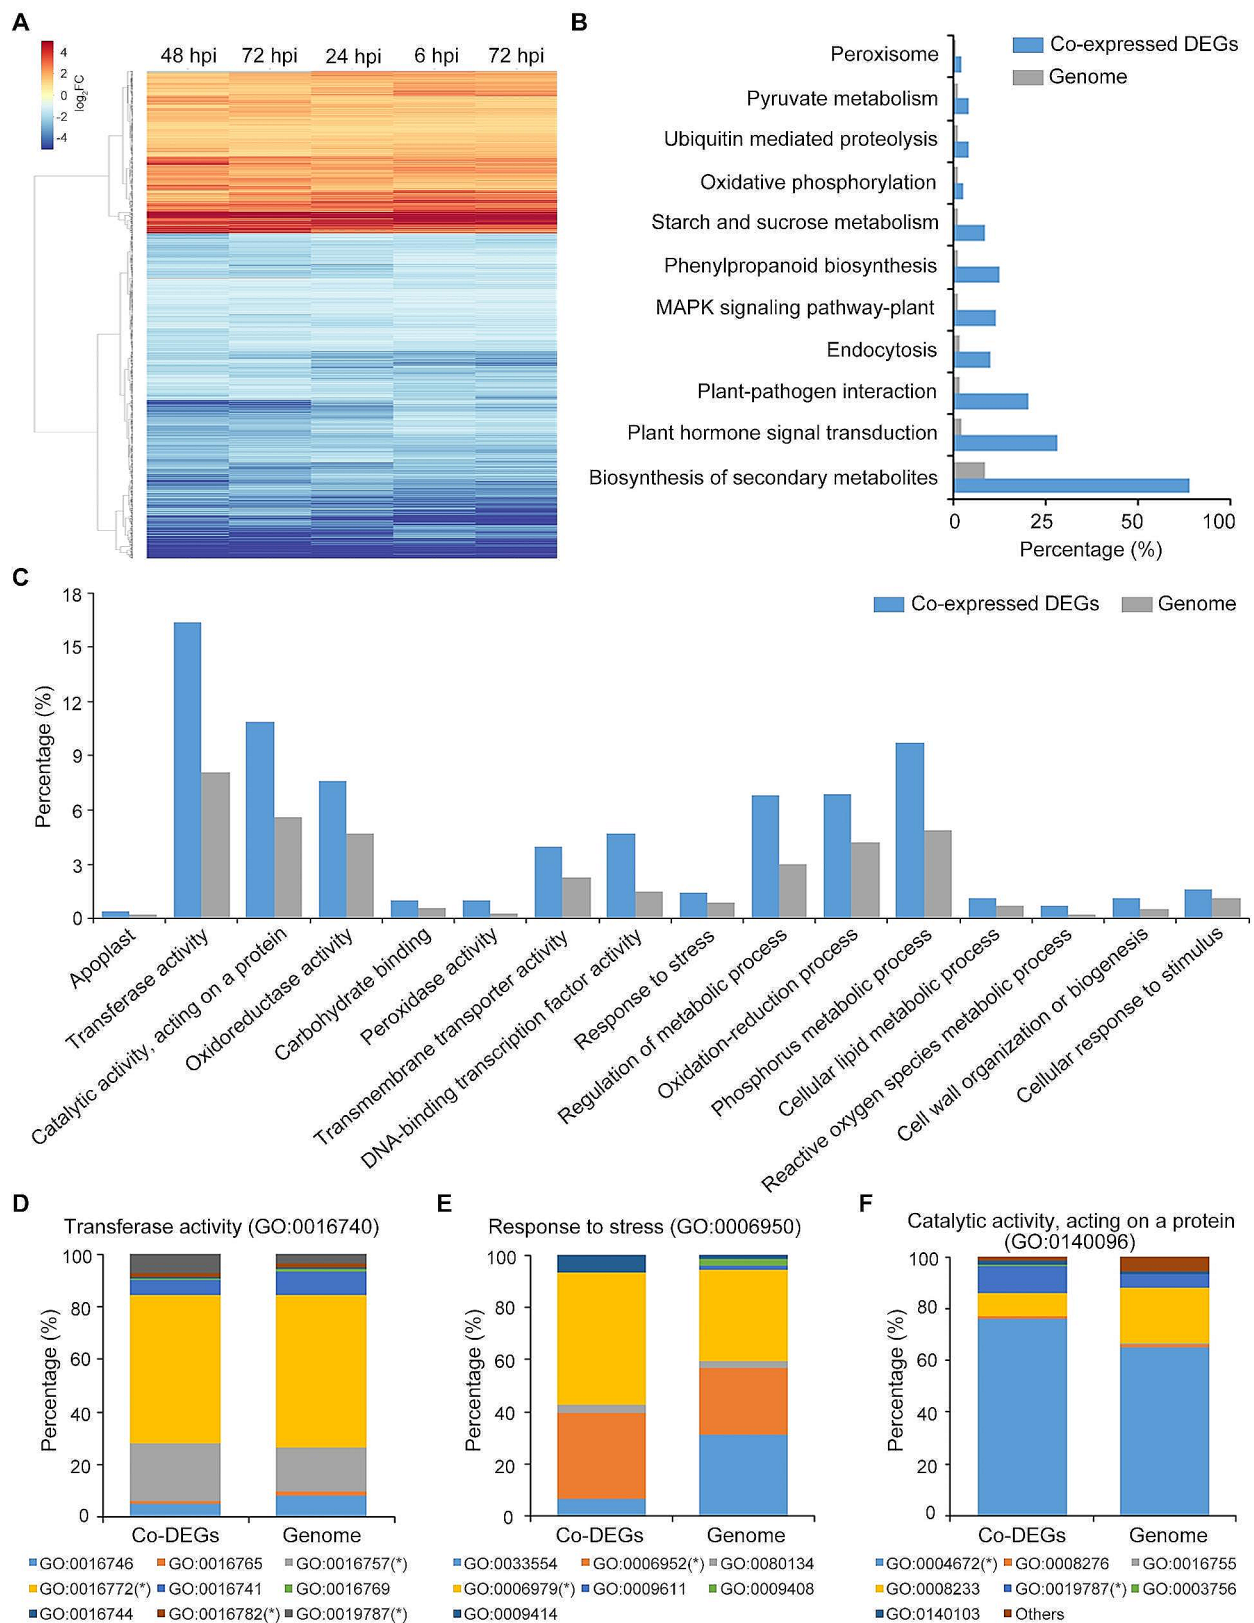 A
48 hpi 72 hpi 24 hpi 6 hpi 72 hpi
4
2
0
-2
-4
log2FC
B
Co-expressed DEGs
Genome
Peroxisome
Pyruvate metabolism
Ubiquitin mediated proteolysis
Oxidative phosphorylation
Starch and sucrose metabolism
Phenylpropanoid biosynthesis
MAPK signaling pathway-plant
Endocytosis
Plant-pathogen interaction
Plant hormone signal transduction
Biosynthesis of secondary metabolites
0 25 50 100
Percentage (%)
C
Co-expressed DEGs Genome
18
15
12
9
6
3
0
Percentage (%)
Apoplast
Transferase activity
Catalytic activity, acting on a protein
Oxidoreductase activity
Carbohydrate binding
Peroxidase activity
Transmembrane transporter activity
DNA-binding transcription factor activity
Response to stress
Regulation of metabolic process
Oxidation-reduction process
Phosphorus metabolic process
Cellular lipid metabolic process
Reactive oxygen species metabolic process
Cell wall organization or biogenesis
Cellular response to stimulus
D
Transferase activity (GO:0016740)
100
80
60
40
20
0
Percentage (%)
Co-DEGs Genome
GO:0016746 GO:0016765 GO:0016757(*)
GO:0016772(*) GO:0016741 GO:0016769
GO:0016744 GO:0016782(*) GO:0019787(*)
E
Response to stress (GO:0006950)
100
80
60
40
20
0
Percentage (%)
Co-DEGs Genome
GO:0033554 GO:0006952(*) GO:0080134
GO:0006979(*) GO:0009611 GO:0009408
GO:0009414
F
Catalytic activity, acting on a protein
(GO:0140096)
100
80
60
40
20
0
Percentage (%)
Co-DEGs Genome
GO:0004672(*) GO:0008276 GO:0016755
GO:0008233 GO:0019787(*) GO:0003756
GO:0140103 Others